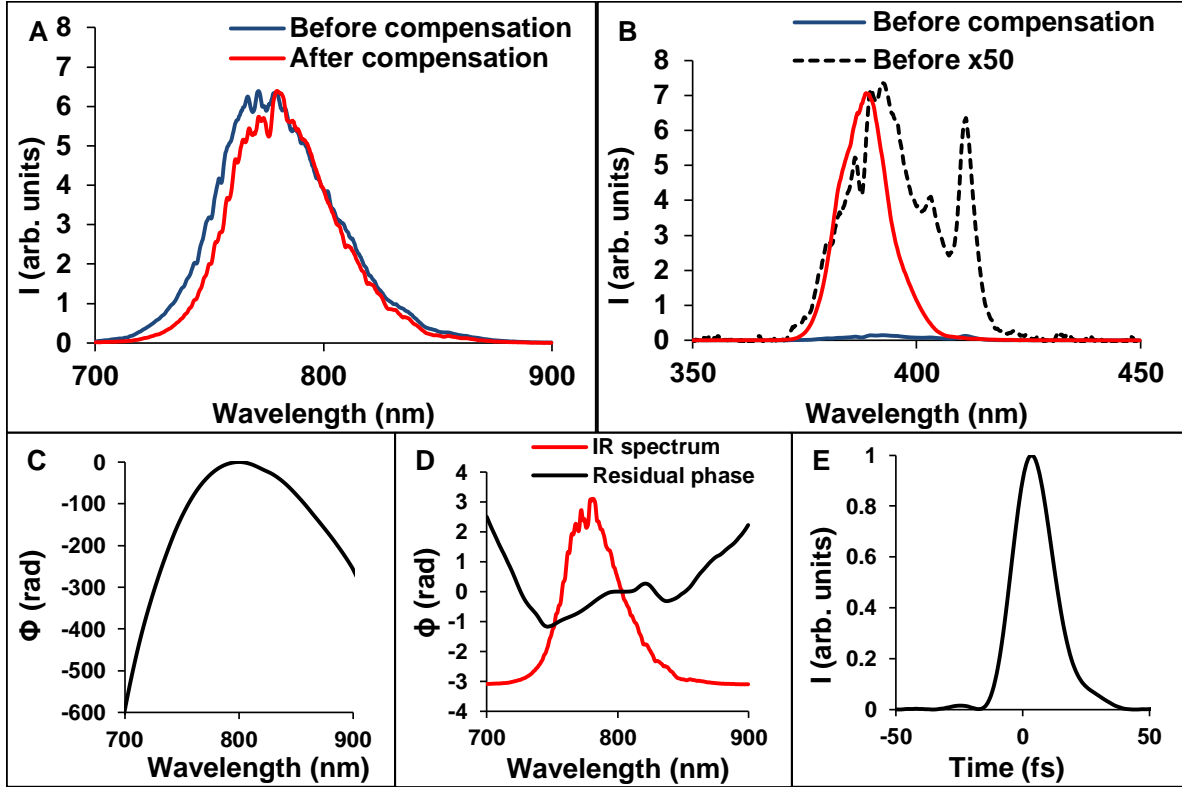 A
Before compensation
After compensation
8
7
6
5
4
3
2
1
0
I (arb. units)
700
800
900
Wavelength (nm)
B
Before compensation
Before x50
8
7
6
5
4
3
2
1
0
I (arb. units)
350
400
450
Wavelength (nm)
C
0
-100
-200
-300
-400
-500
-600
Φ (rad)
700
800
900
Wavelength (nm)
D
IR spectrum
Residual phase
4
3
2
1
0
-1
-2
-3
-4
ϕ (rad)
700
800
900
Wavelength (nm)
E
1
0.8
0.6
0.4
0.2
0
I (arb. units)
-50
0
50
Time (fs)